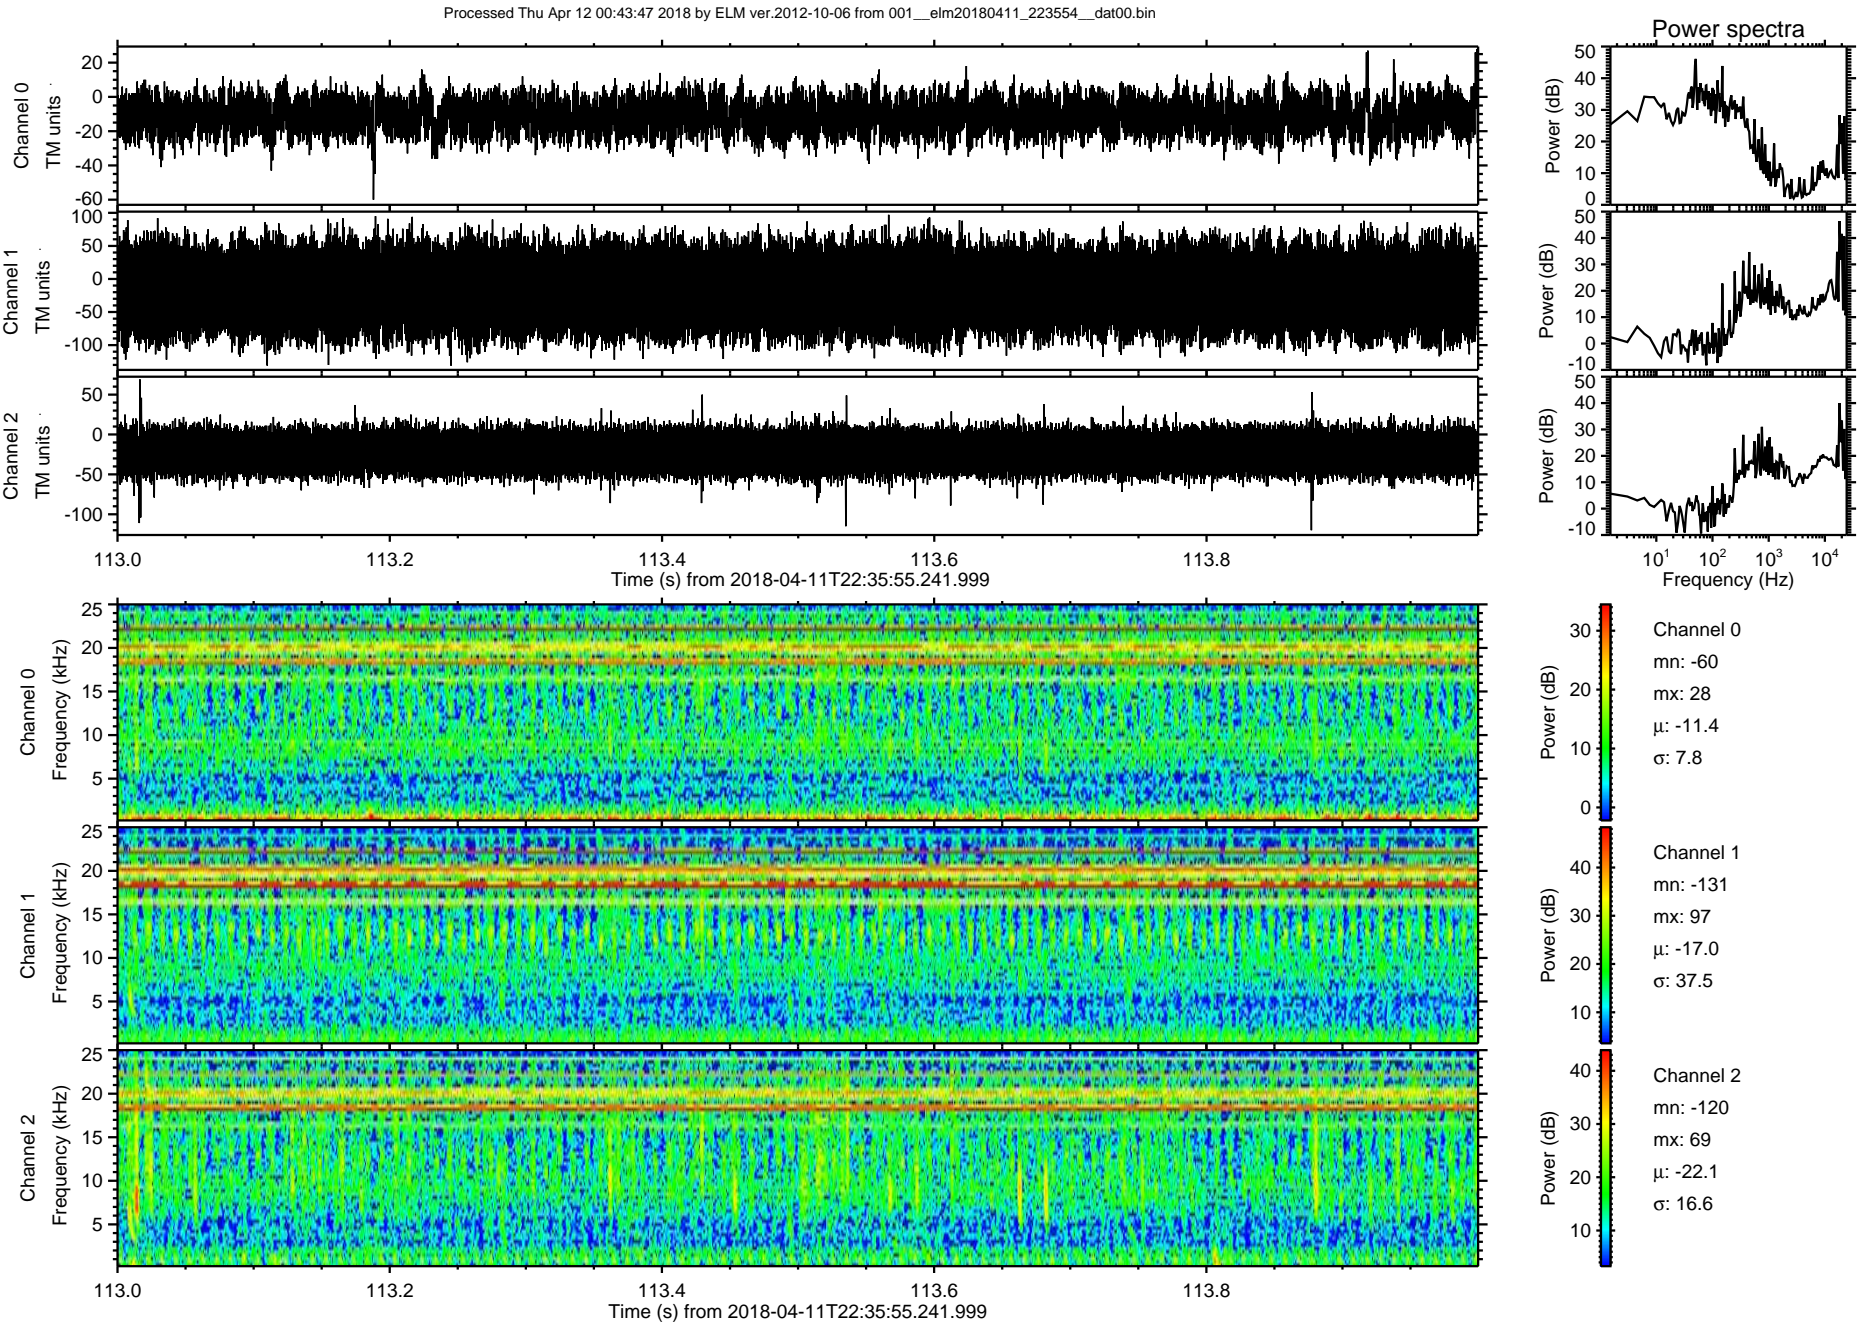 Processed Thu Apr 12 00:43:47 2018 by ELM ver.2012-10-06 from 001__elm20180411_223554__dat00.bin
Power spectra
Channel 0
TM units
20
0
-20
-40
-60
Power (dB)
50
40
30
20
10
0
Channel 1
TM units
100
50
0
-50
-100
Power (dB)
50
40
30
20
10
0
-10
Channel 2
TM units
50
0
-50
-100
Power (dB)
50
40
30
20
10
0
-10
113.0 113.2 113.4 113.6 113.8
Time (s) from 2018-04-11T22:35:55.241.999
10^1 10^2 10^3 10^4
Frequency (Hz)
Channel 0
Frequency (kHz)
25
20
15
10
5
Power (dB)
30
20
10
0
Channel 0
mn: -60
mx: 28
μ: -11.4
σ: 7.8
Channel 1
Frequency (kHz)
25
20
15
10
5
Power (dB)
40
30
20
10
Channel 1
mn: -131
mx: 97
μ: -17.0
σ: 37.5
Channel 2
Frequency (kHz)
25
20
15
10
5
Power (dB)
40
30
20
10
Channel 2
mn: -120
mx: 69
μ: -22.1
σ: 16.6
113.0 113.2 113.4 113.6 113.8
Time (s) from 2018-04-11T22:35:55.241.999